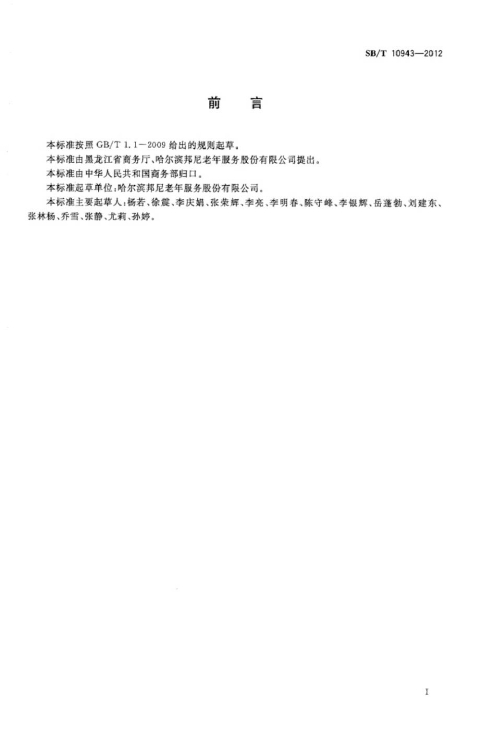 SB/T 10943—2012
前 言
本标准按照 GB/T 1.1—2009 给出的规则起草。
本标准由黑龙江省商务厅、哈尔滨邦尼老年服务股份有限公司提出。
本标准由中华人民共和国商务部归口。
本标准起草单位:哈尔滨邦尼老年服务股份有限公司。
本标准主要起草人:杨若、徐震、李庆娟、张荣辉、李亮、李明春、陈守峰、李银辉、岳蓬勃、刘建东、
张林杨、乔雪、张静、尤莉、孙婷。
I